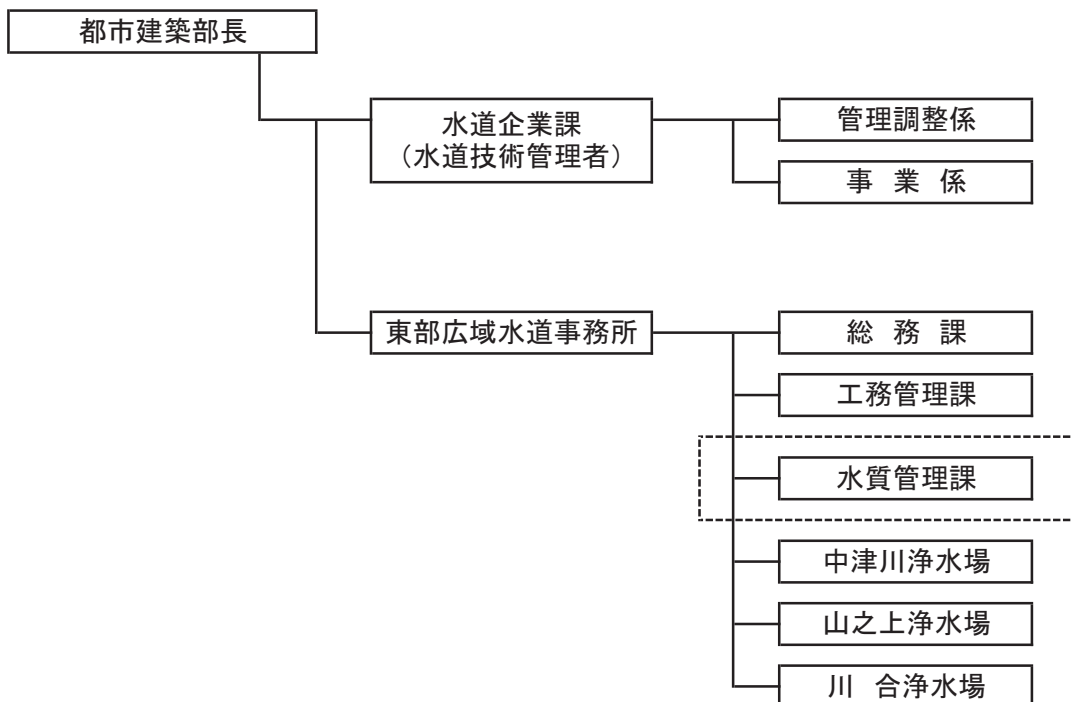 都市建築部長
水道企業課
（水道技術管理者）
管理調整係
事 業 係
東部広域水道事務所
総 務 課
工務管理課
水質管理課
中津川浄水場
山之上浄水場
川 合浄水場